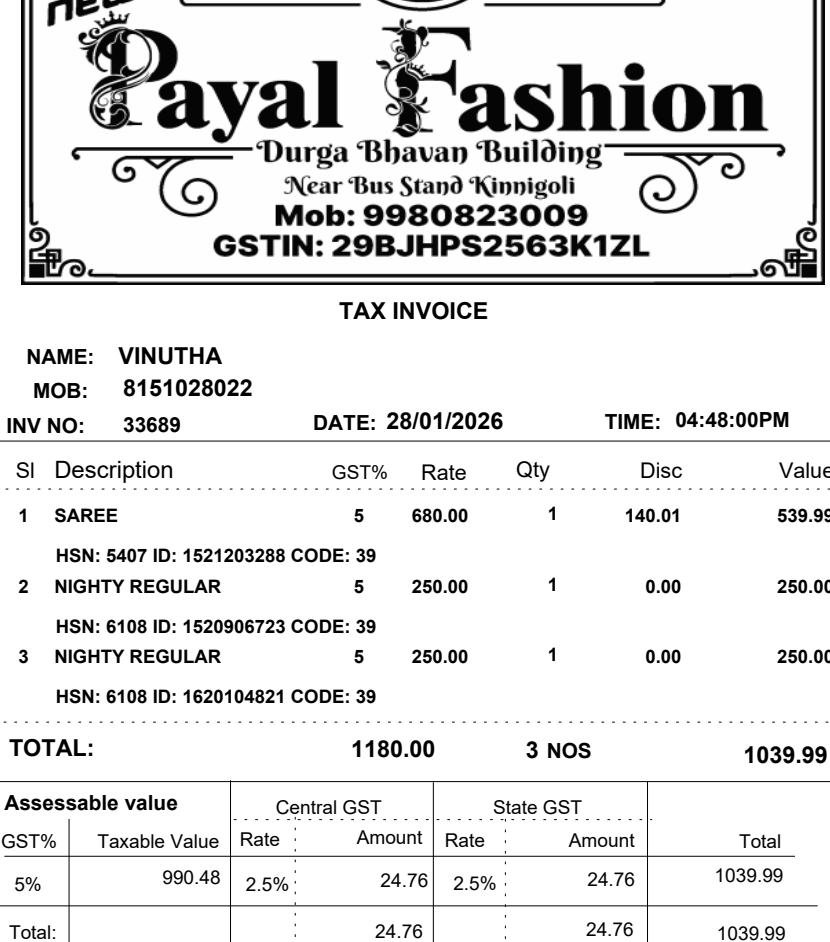 new
Payal Fashion
Durga Bhavan Building
Near Bus Stand Kinnigoli
Mob: 9980823009
GSTIN: 29BJHPS2563K1ZL
TAX INVOICE
NAME: VINUTHA
MOB: 8151028022
INV NO: 33689 DATE: 28/01/2026 TIME: 04:48:00PM
Sl Description GST% Rate Qty Disc Value
1 SAREE 5 680.00 1 140.01 539.99
HSN: 5407 ID: 1521203288 CODE: 39
2 NIGHTY REGULAR 5 250.00 1 0.00 250.00
HSN: 6108 ID: 1520906723 CODE: 39
3 NIGHTY REGULAR 5 250.00 1 0.00 250.00
HSN: 6108 ID: 1620104821 CODE: 39
TOTAL: 1180.00 3 NOS 1039.99
Assessable value Central GST State GST
GST% Taxable Value Rate Amount Rate Amount Total
5% 990.48 2.5% 24.76 2.5% 24.76 1039.99
Total: 24.76 24.76 1039.99